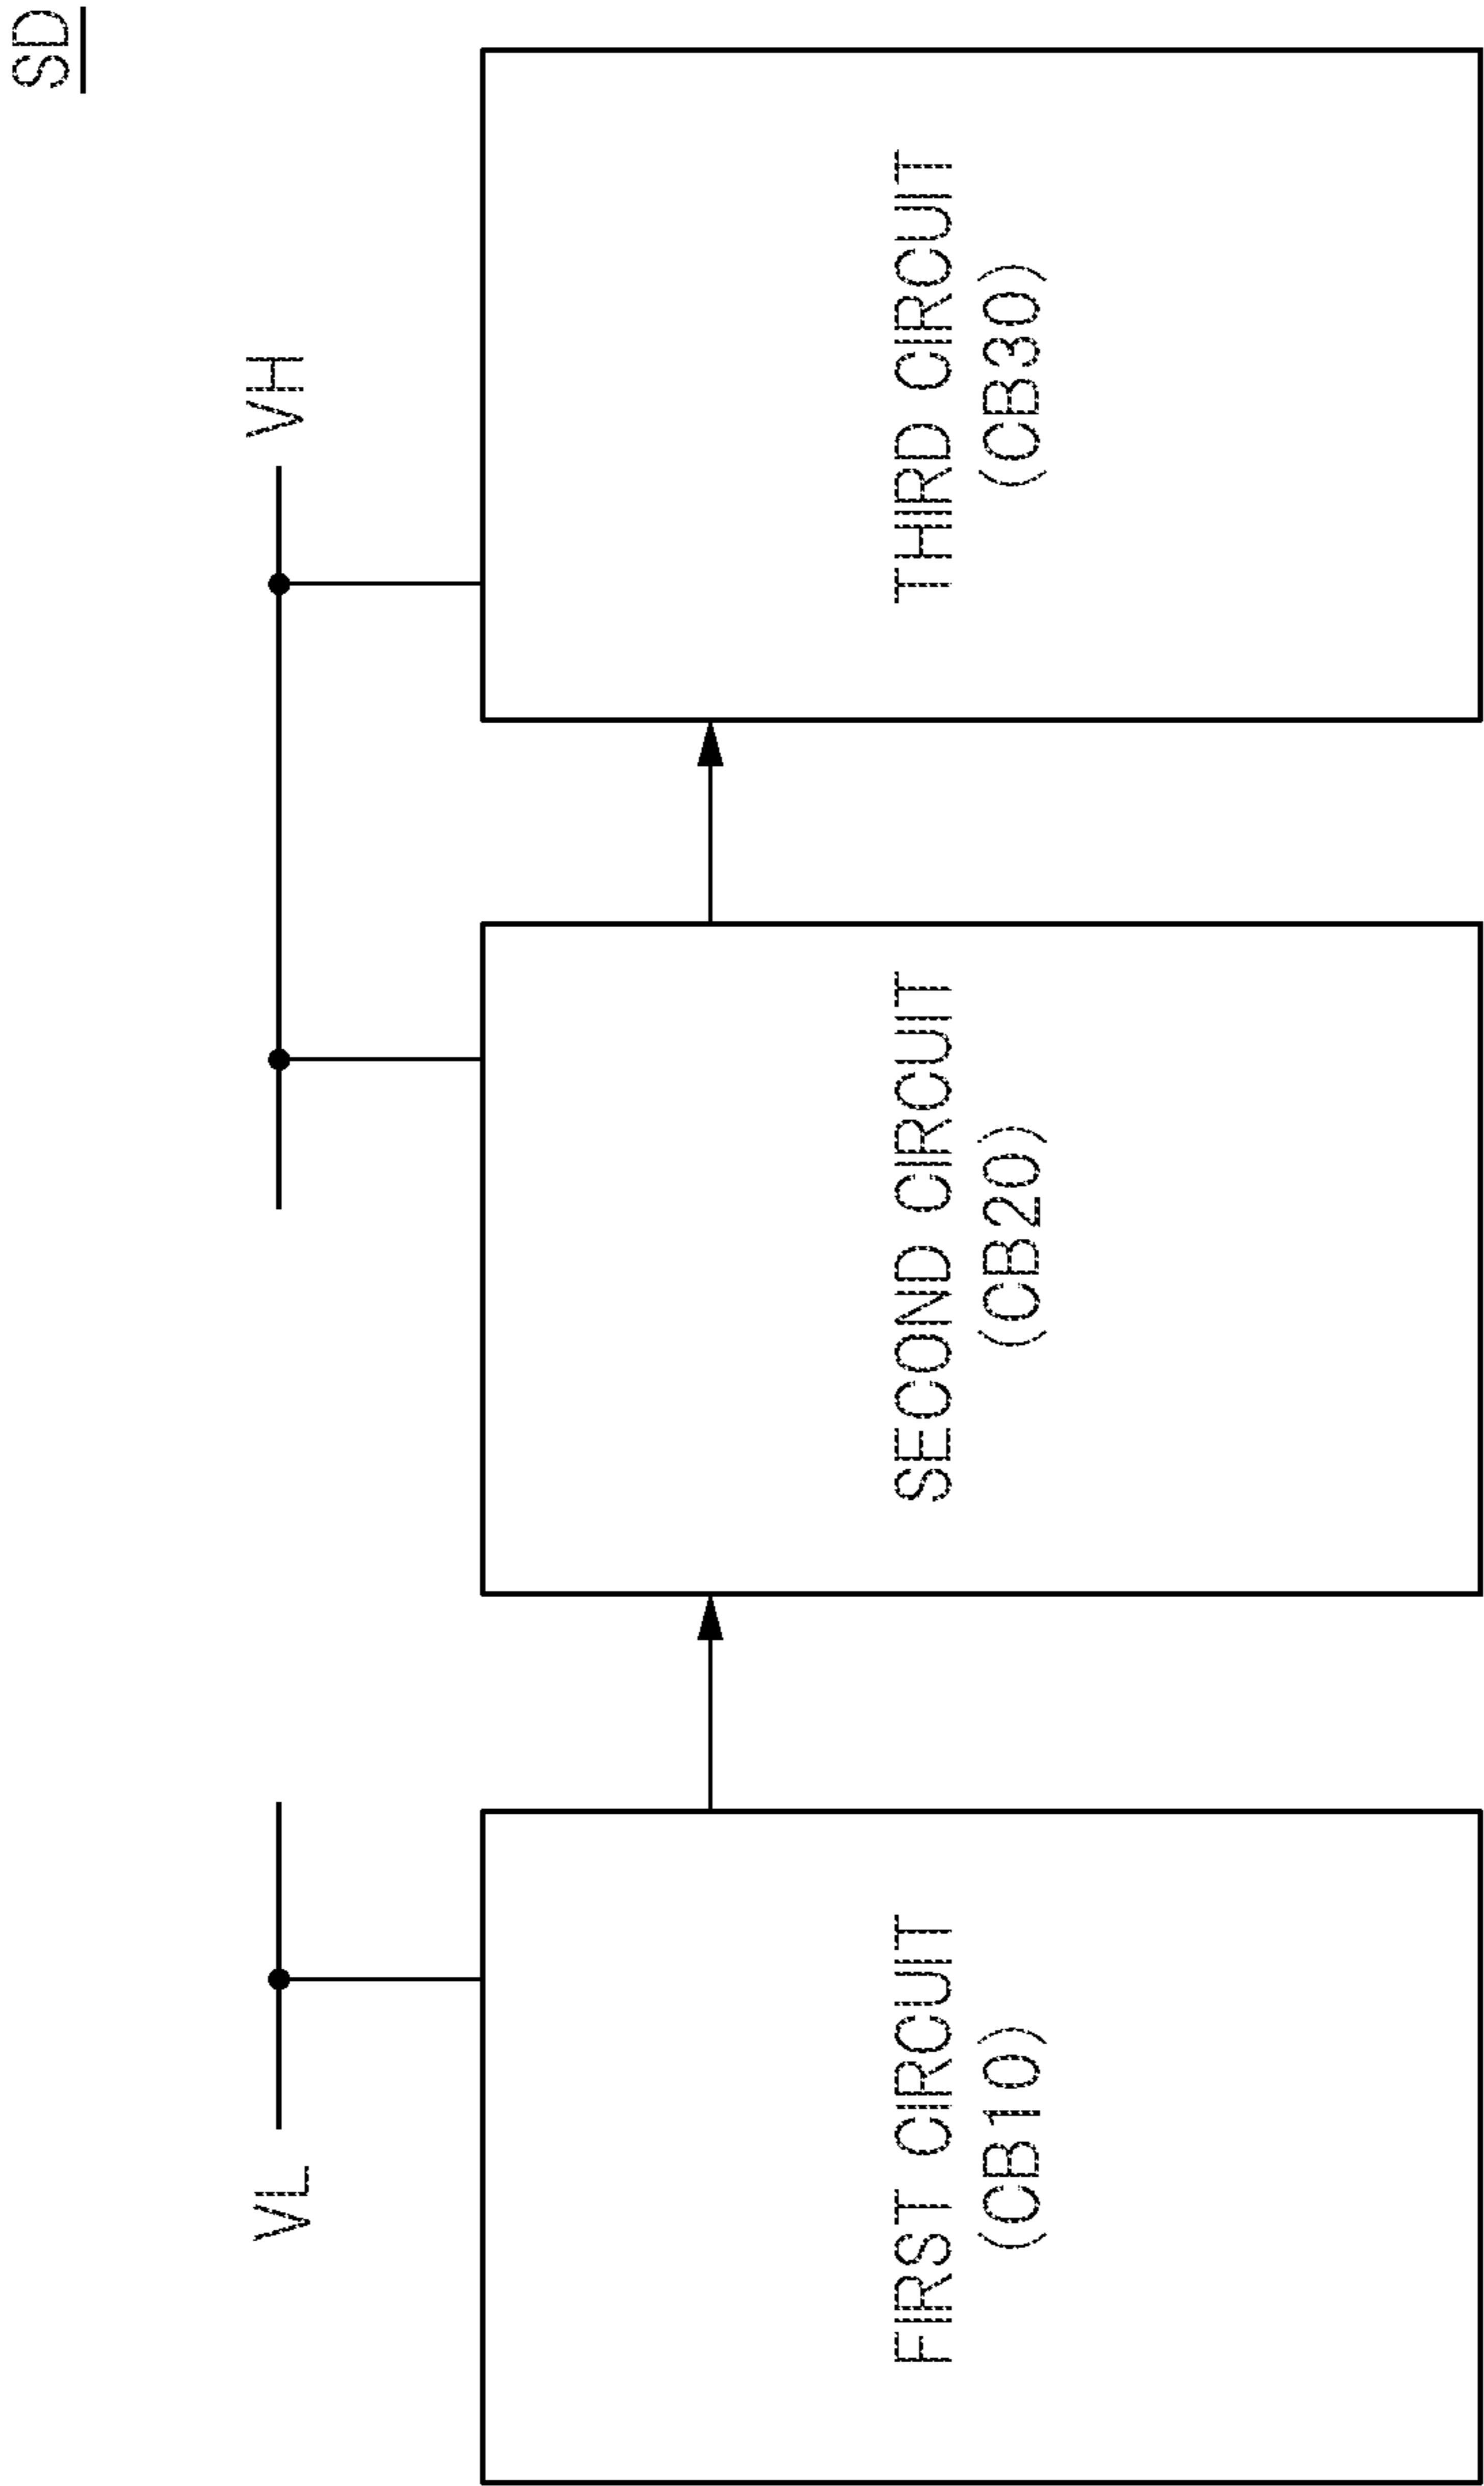 SD
VL
VH
FIRST CIRCUIT
(CB10)
SECOND CIRCUIT
(CB20)
THIRD CIRCUIT
(CB30)